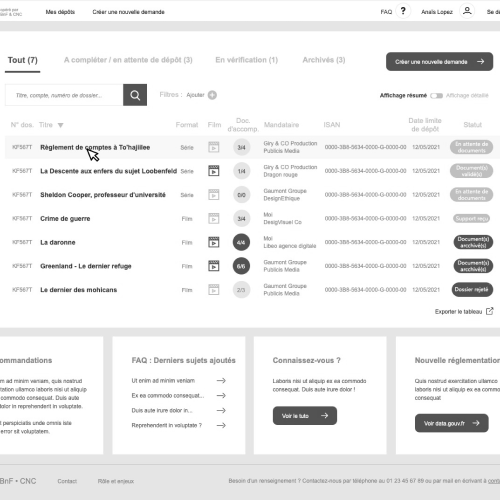 Mes dépôts Créer une nouvelle demande FAQ ? Anaïs Lopez Se dé
BnF & CNC
Tout (7) A compléter / en attente de dépôt (3) En vérification (1) Archivés (3) Créer une nouvelle demande
Titre, compte, numéro de dossier... Filtres : Ajouter Affichage résumé Affichage détaillé
N° dos. Titre Format Film Doc. d'accomp. Mandataire ISAN Date limite de dépôt Statut
KF567T Règlement de comptes à To'hajiilee Série 3/4 Giry & CO Production Publicis Media 0000-3B8-5634-0000-G-0000-00 12/05/2021 En attente de documents
KF567T La Descente aux enfers du sujet Loobenfeld Série 1/4 Giry & CO Production Dragon rouge 0000-3B8-5634-0000-G-0000-00 12/05/2021 Document(s) validé(s)
KF567T Sheldon Cooper, professeur d'université Série 0/0 Gaumont Groupe DesignEthique 0000-3B8-5634-0000-G-0000-00 12/05/2021 En attente de documents
KF567T Crime de guerre Film 3/4 Moi DesigVisuel Co 0000-3B8-5634-0000-G-0000-00 12/05/2021 Support reçu
KF567T La daronne Film 4/4 Moi Libeo agence digitale 0000-3B8-5634-0000-G-0000-00 12/05/2021 Document(s) archivé(s)
KF567T Greenland - Le dernier refuge Film 6/6 Gaumont Groupe Publicis Media 0000-3B8-5634-0000-G-0000-00 12/05/2021 Document(s) archivé(s)
KF567T Le dernier des mohicans Film 2/3 Gaumont Groupe Publicis Media 0000-3B8-5634-0000-G-0000-00 12/05/2021 Dossier rejeté
Exporter le tableau
ommandations
m ad minim veniam, quis nostrud
tation ullamco laboris nisi ut aliquip
commodo consequat. Duis aute
dolor in reprehenderit in voluptate.
t perspiciatis unde omnis iste
error sit voluptatem.
FAQ : Derniers sujets ajoutés
Ut enim ad minim veniam
Ex ea commodo consequat...
Duis aute irure dolor in...
Reprehenderit in voluptate ?
Connaissez-vous ?
Laboris nisi ut aliquip ex ea commodo
consequat. Duis aute irure dolor !
Voir le tuto
Nouvelle réglementation
Quis nostrud exercitation ullamco
laboris nisi ut aliquip ex ea commodo
consequat
Voir data.gouv.fr
BnF • CNC Contact Rôle et enjeux Besoin d'un renseignement ? Contactez-nous par téléphone au 01 23 45 67 99 ou par mail en écrivant à